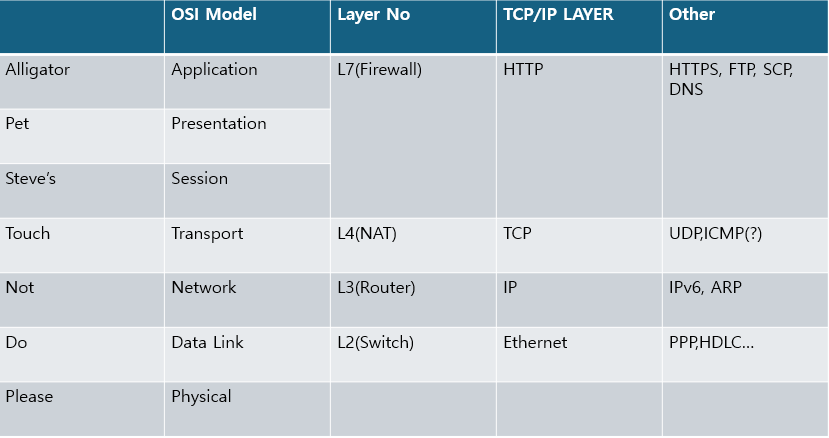 OSI Model Layer No TCP/IP LAYER Other
Alligator Application L7(Firewall) HTTP HTTPS, FTP, SCP,
DNS
Pet Presentation
Steve’s Session
Touch Transport L4(NAT) TCP UDP,ICMP(?)
Not Network L3(Router) IP IPv6, ARP
Do Data Link L2(Switch) Ethernet PPP,HDLC…
Please Physical